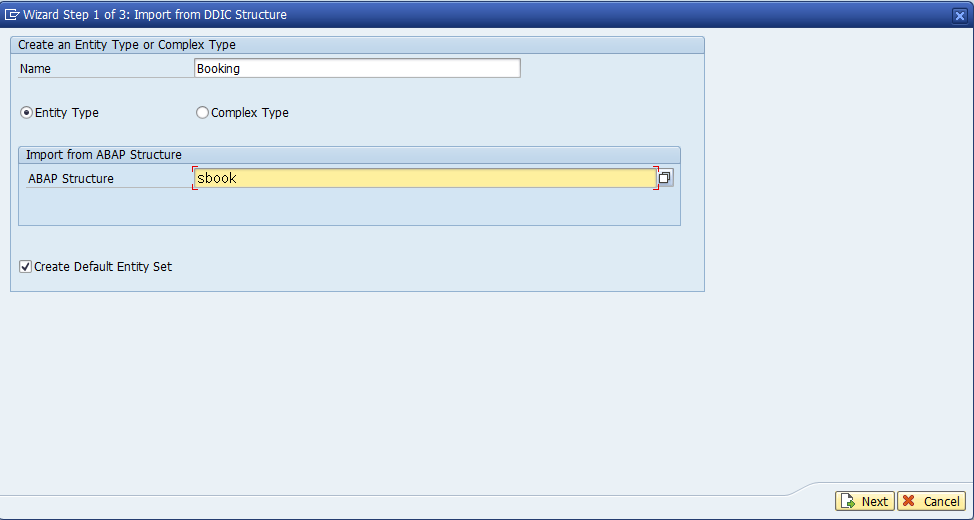 Wizard Step 1 of 3: Import from DDIC Structure
Create an Entity Type or Complex Type
Name Booking
Entity Type Complex Type
Import from ABAP Structure
ABAP Structure sbook
Create Default Entity Set
Next Cancel